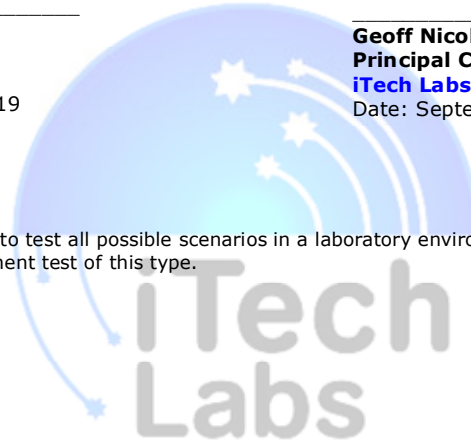 Geoff Nicol
Principal C
iTech Labs
19
Date: Septe
to test all possible scenarios in a laboratory enviro
ent test of this type.
iTech
Labs